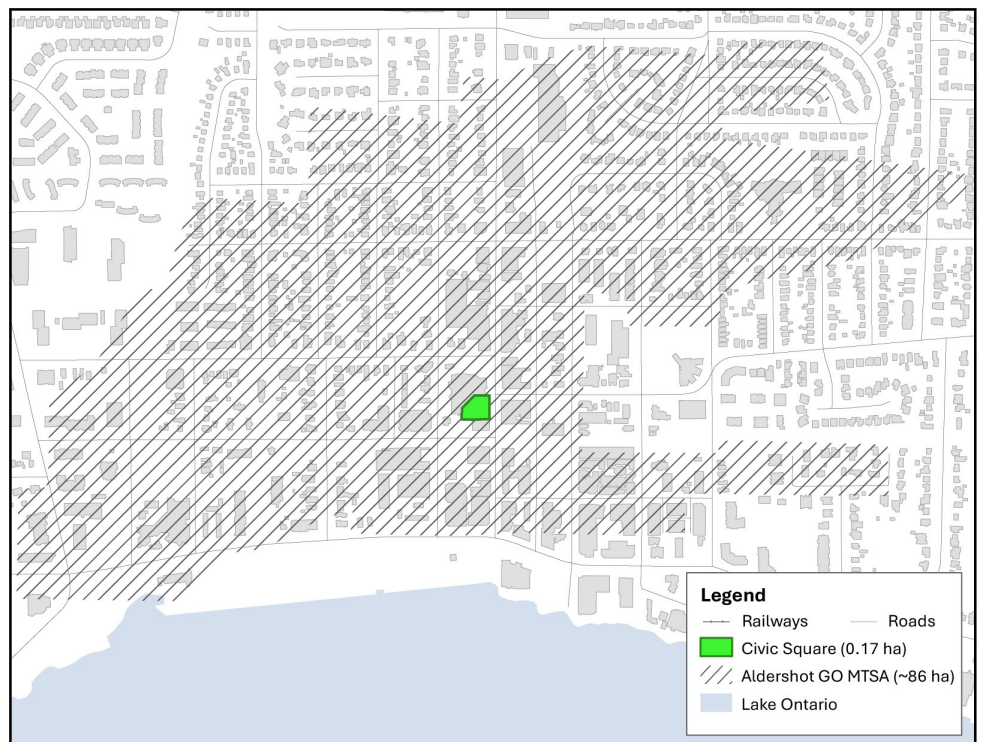 Legend
Railways
Roads
Civic Square (0.17 ha)
Aldershot GO MTSA (~86 ha)
Lake Ontario